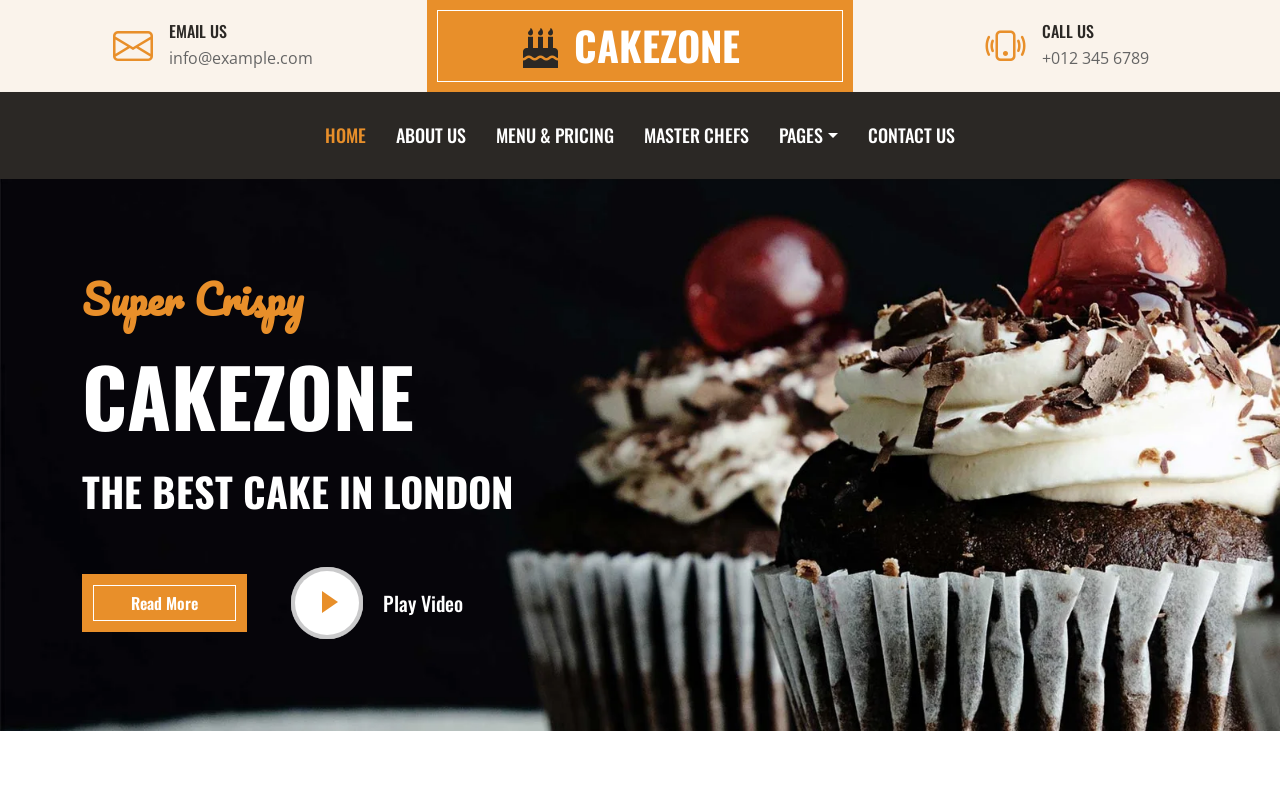 EMAIL US
info@example.com
CAKEZONE
CALL US
+012 345 6789
HOME ABOUT US MENU & PRICING MASTER CHEFS PAGES CONTACT US
Super Crispy
CAKEZONE
THE BEST CAKE IN LONDON
Read More
Play Video